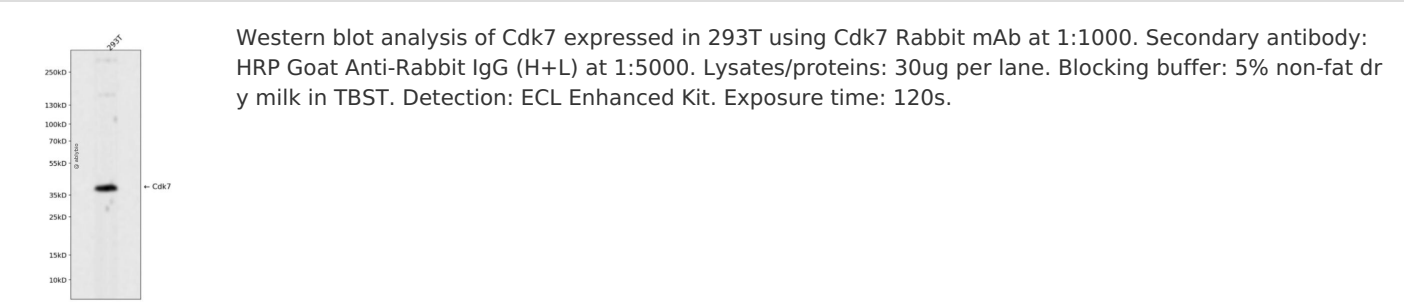 293T
Western blot analysis of Cdk7 expressed in 293T using Cdk7 Rabbit mAb at 1:1000. Secondary antibody:
HRP Goat Anti-Rabbit IgG (H+L) at 1:5000. Lysates/proteins: 30ug per lane. Blocking buffer: 5% non-fat dr
y milk in TBST. Detection: ECL Enhanced Kit. Exposure time: 120s.
250kD
130kD
100kD
70kD
55kD
@ ablybio
← Cdk7
35kD
25kD
15kD
10kD